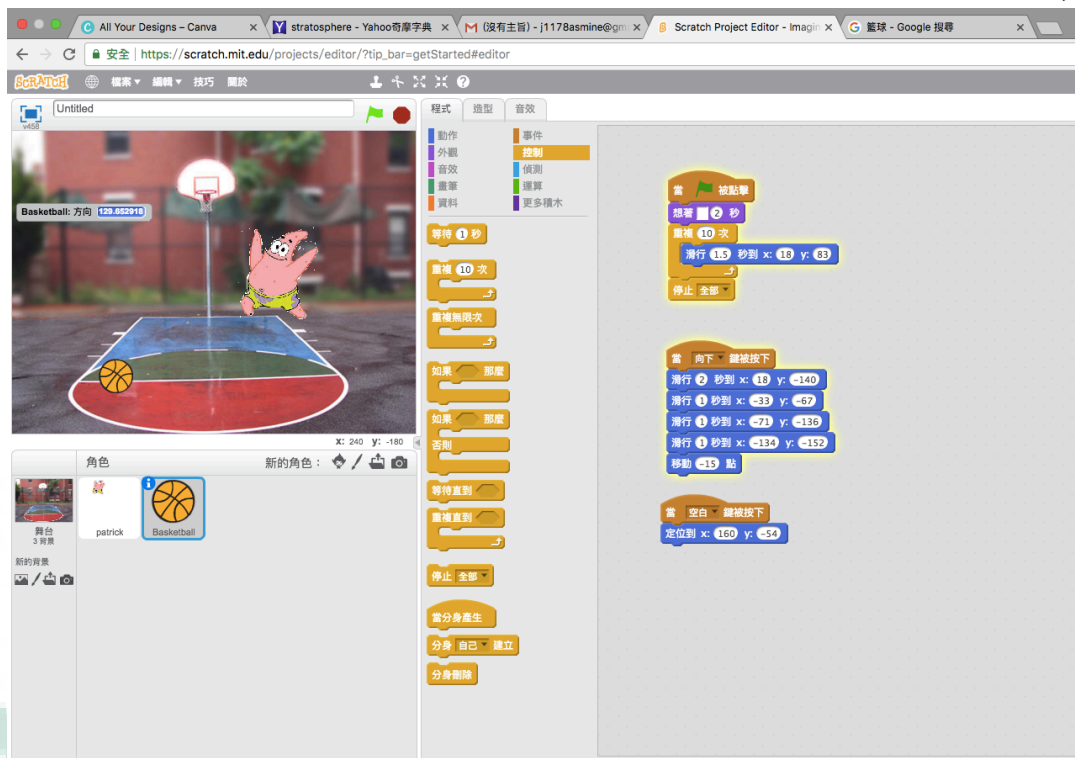 All Your Designs – Canva
stratosphere - Yahoo奇摩字典
(沒有主旨) - j1178asmine@gm
Scratch Project Editor - Imagin
籃球 - Google 搜尋
安全 | https://scratch.mit.edu/projects/editor/?tip_bar=getStarted#editor
SCRATCH 檔案 編輯 技巧 關於
v458
Untitled
Basketball: 方向 129.652918
X: 240 y: -180
角色 新的角色：
舞台
3 背景
新的背景
patrick
Basketball
程式 造型 音效
動作 事件
外觀 控制
音效 偵測
畫筆 運算
資料 更多積木
等待 1 秒
重複 10 次
重複無限次
如果 那麼
如果 那麼
否則
等待直到
重複直到
停止 全部
當分身產生
分身 自己 建立
分身刪除
當 被點擊
想著 2 秒
重複 10 次
滑行 1.5 秒到 x: 18 y: 83
停止 全部
當 向下 鍵被按下
滑行 2 秒到 x: 18 y: -140
滑行 1 秒到 x: -33 y: -67
滑行 1 秒到 x: -71 y: -136
滑行 1 秒到 x: -134 y: -152
移動 -15 點
當 空白 鍵被按下
定位到 x: 160 y: -54